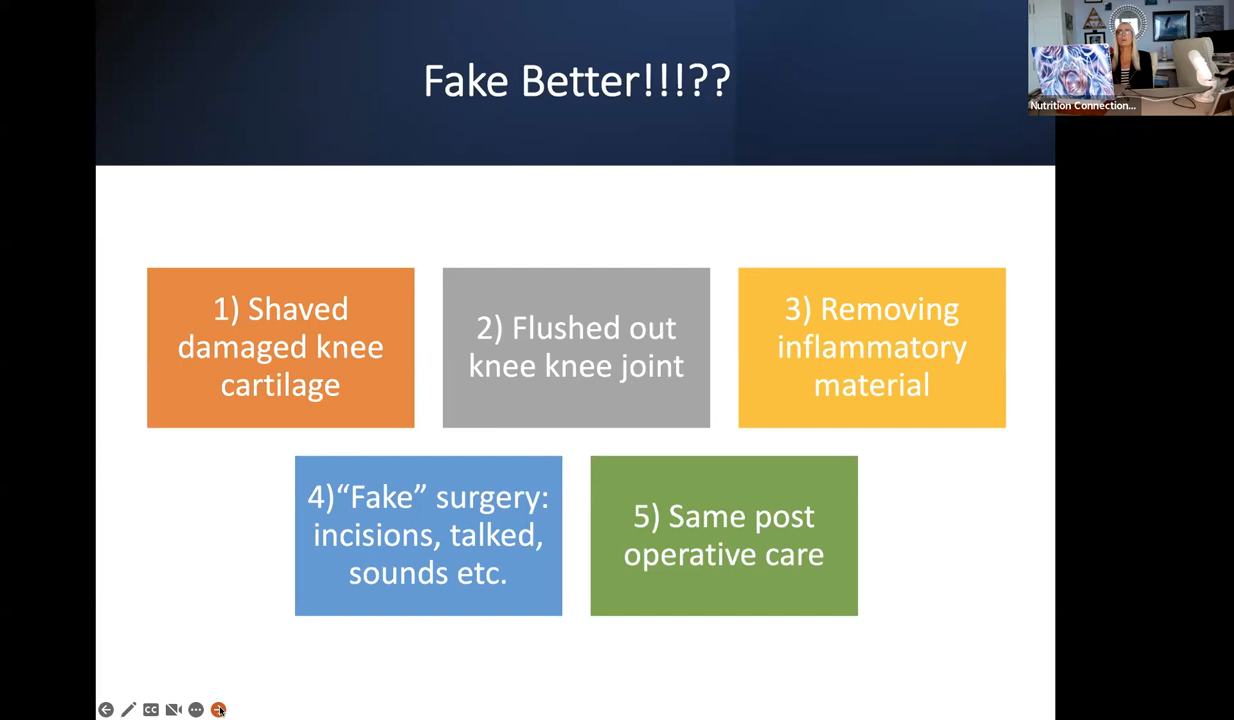 Fake Better!!!??
Nutrition Connection...
1) Shaved
damaged knee
cartilage
2) Flushed out
knee knee joint
3) Removing
inflammatory
material
4)“Fake” surgery:
incisions, talked,
sounds etc.
5) Same post
operative care
CC